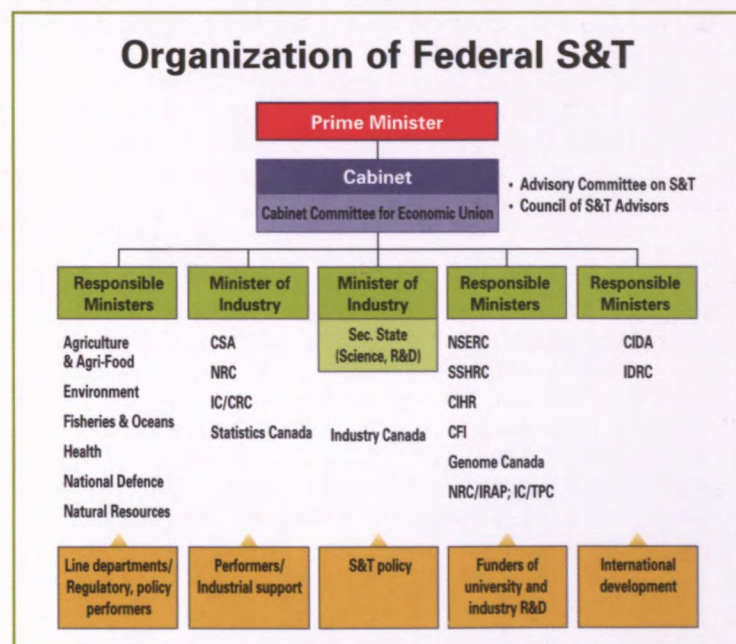 Organization of Federal S&T
Prime Minister
Cabinet
Cabinet Committee for Economic Union
• Advisory Committee on S&T
• Council of S&T Advisors
Responsible
Ministers
Agriculture
& Agri-Food
Environment
Fisheries & Oceans
Health
National Defence
Natural Resources
Line departments/
Regulatory, policy
performers
Minister of
Industry
CSA
NRC
IC/CRC
Statistics Canada
Performers/
Industrial support
Minister of
Industry
Sec. State
(Science, R&D)
Industry Canada
S&T policy
Responsible
Ministers
NSERC
SSHRC
CIHR
CFI
Genome Canada
NRC/IRAP; IC/TPC
Funders of
university and
industry R&D
Responsible
Ministers
CIDA
IDRC
International
development